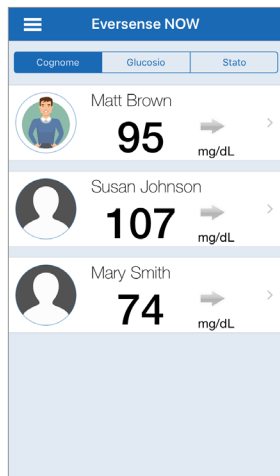 Eversense NOW
Cognome Glucosio Stato
Matt Brown
95
mg/dL
Susan Johnson
107
mg/dL
Mary Smith
74
mg/dL